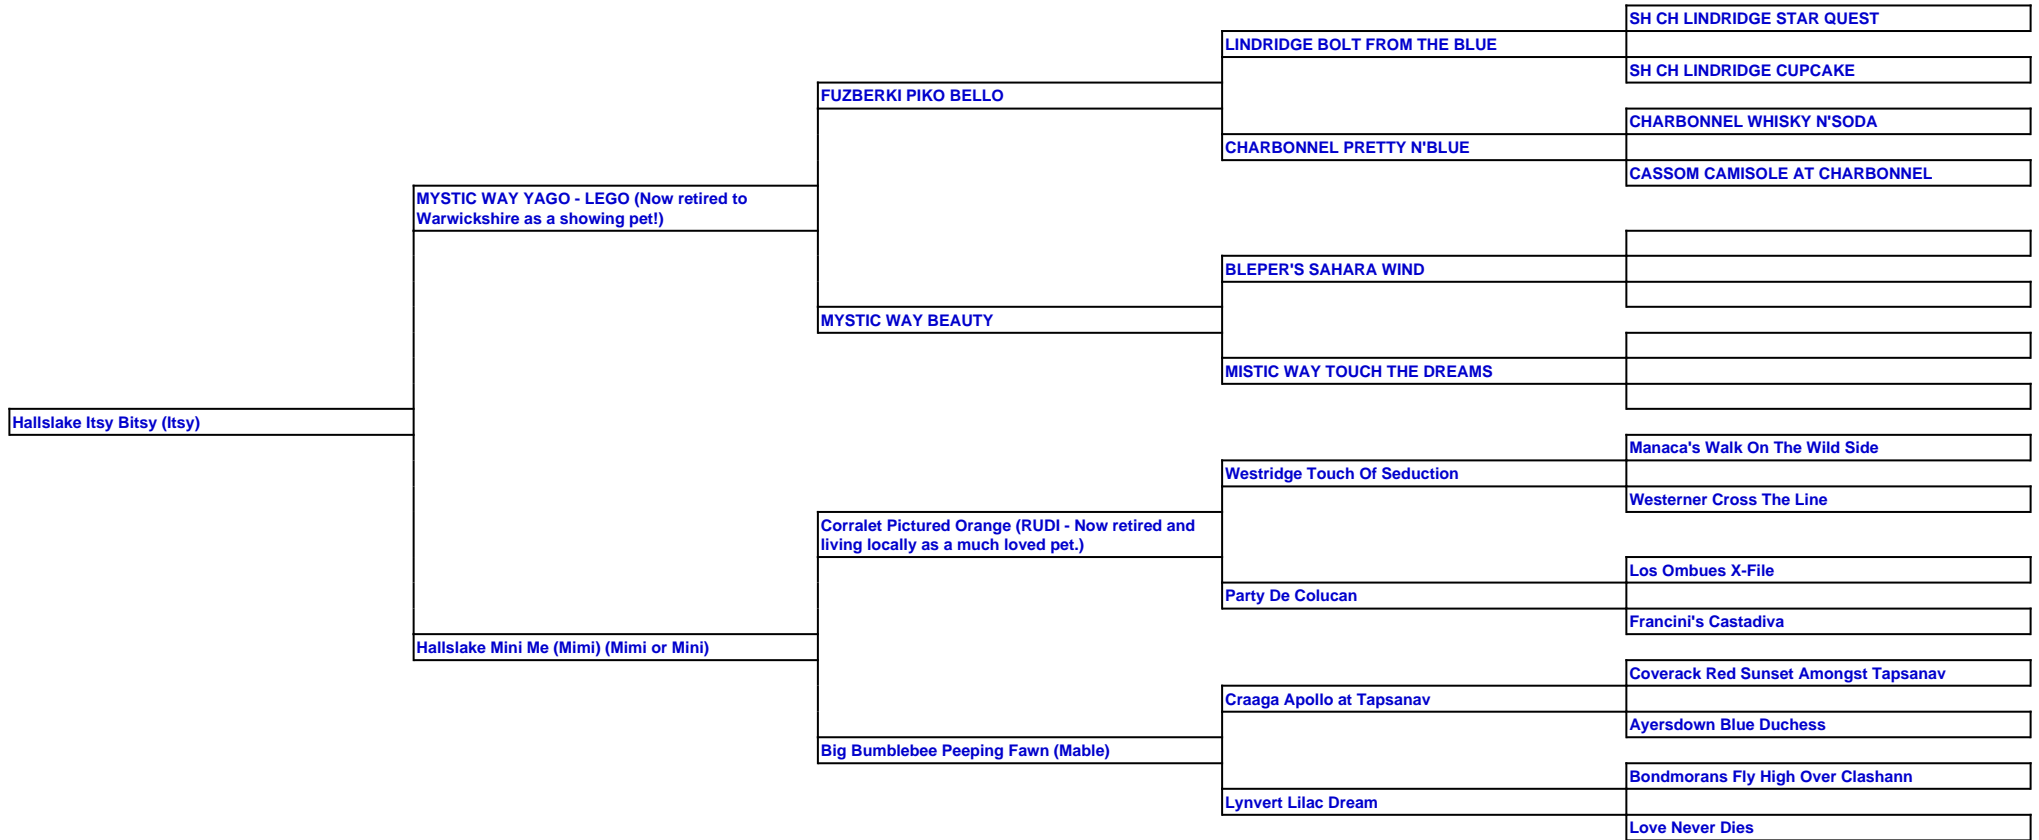 SH CH LINDRIDGE STAR QUEST
LINDRIDGE BOLT FROM THE BLUE
SH CH LINDRIDGE CUPCAKE
FUZBERKI PIKO BELLO
CHARBONNEL WHISKY N'SODA
CHARBONNEL PRETTY N'BLUE
CASSOM CAMISOLE AT CHARBONNEL
MYSTIC WAY YAGO - LEGO (Now retired to
Warwickshire as a showing pet!)
BLEPER'S SAHARA WIND
MYSTIC WAY BEAUTY
MISTIC WAY TOUCH THE DREAMS
Hallslake Itsy Bitsy (Itsy)
Manaca's Walk On The Wild Side
Westridge Touch Of Seduction
Westerner Cross The Line
Corralet Pictured Orange (RUDI - Now retired and
living locally as a much loved pet.)
Los Ombues X-File
Party De Colucan
Francini's Castadiva
Hallslake Mini Me (Mimi) (Mimi or Mini)
Coverack Red Sunset Amongst Tapsanav
Craaga Apollo at Tapsanav
Ayersdown Blue Duchess
Big Bumblebee Peeping Fawn (Mable)
Bondmorans Fly High Over Clashann
Lynvert Lilac Dream
Love Never Dies